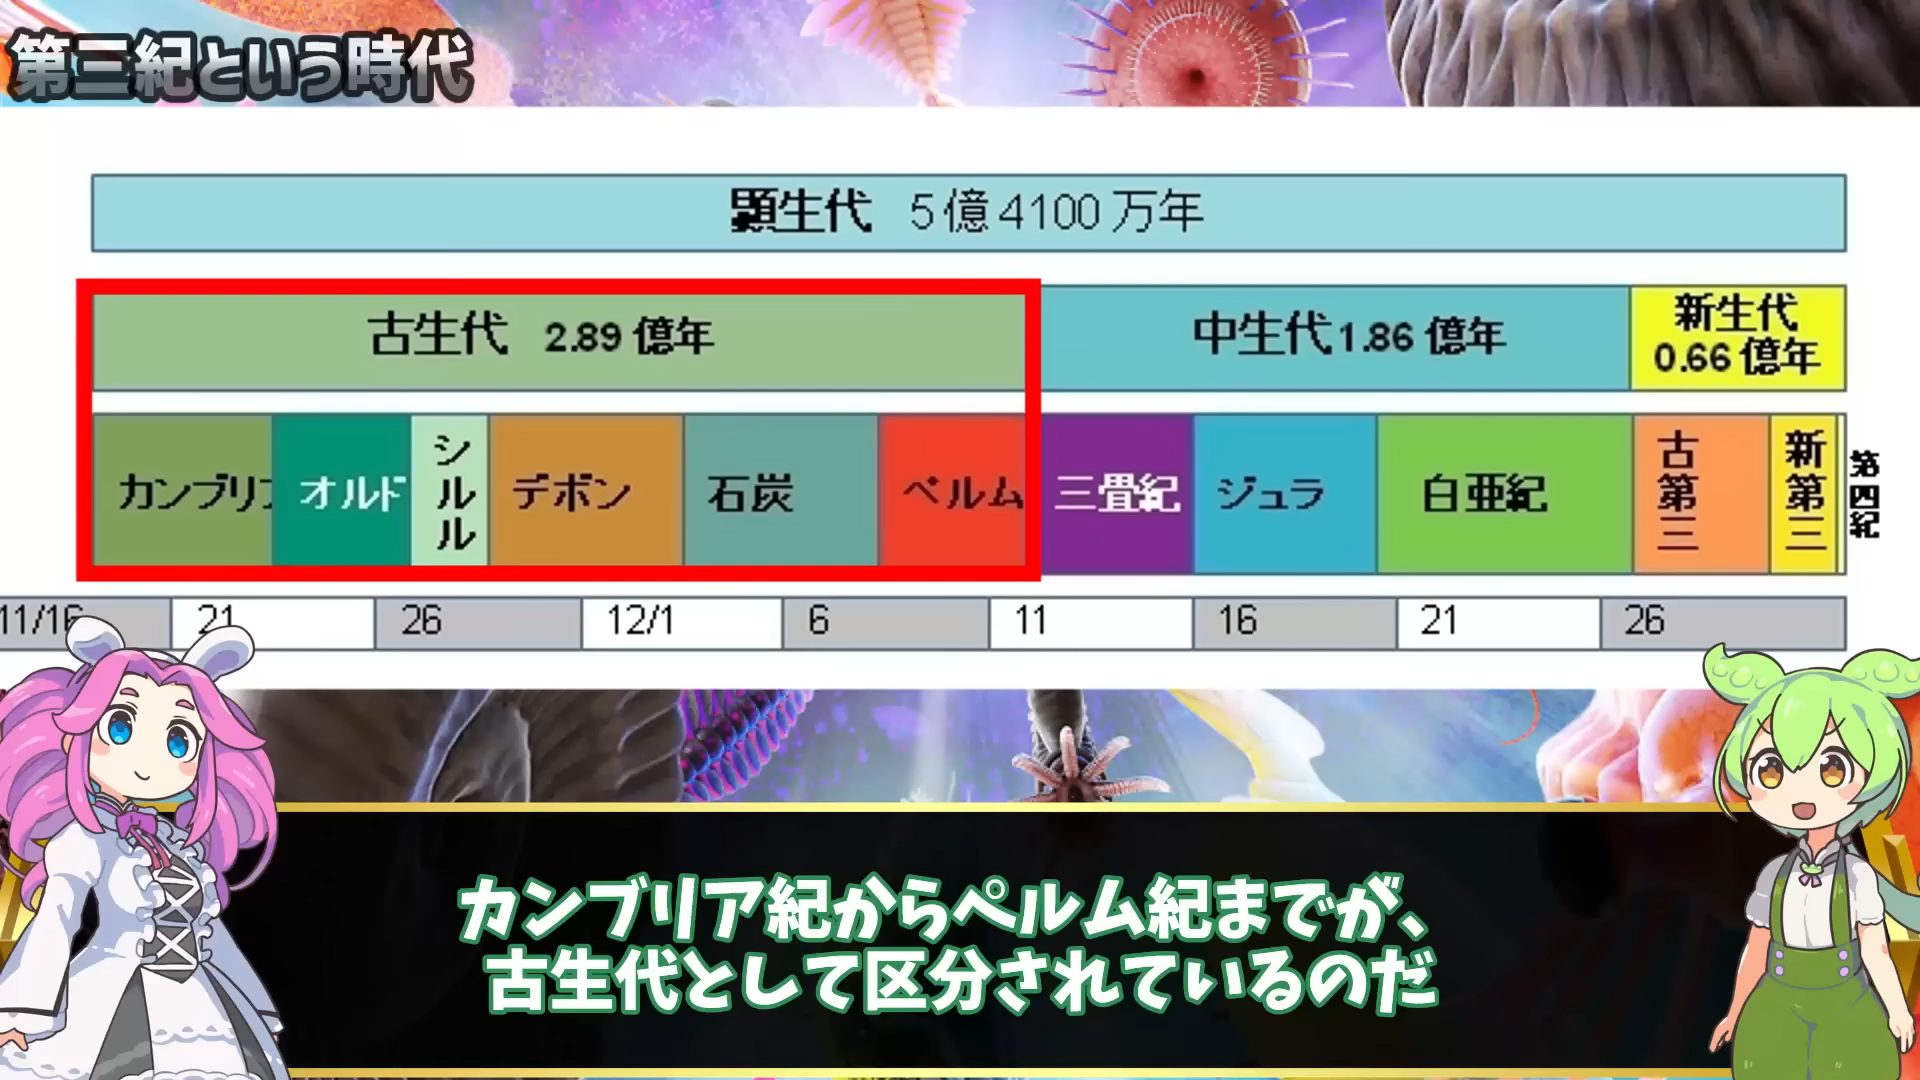 第三紀という時代
顕生代 5億4100万年
古生代 2.89億年
中生代1.86億年
新生代
0.66億年
カンブリ
オルド
シルル
デボン
石炭
ペルム
三畳紀
ジュラ
白亜紀
古第三
新第三
第四紀
11/16
21
26
12/1
6
11
16
21
26
カンブリア紀からペルム紀までが、
古生代として区分されているのだ